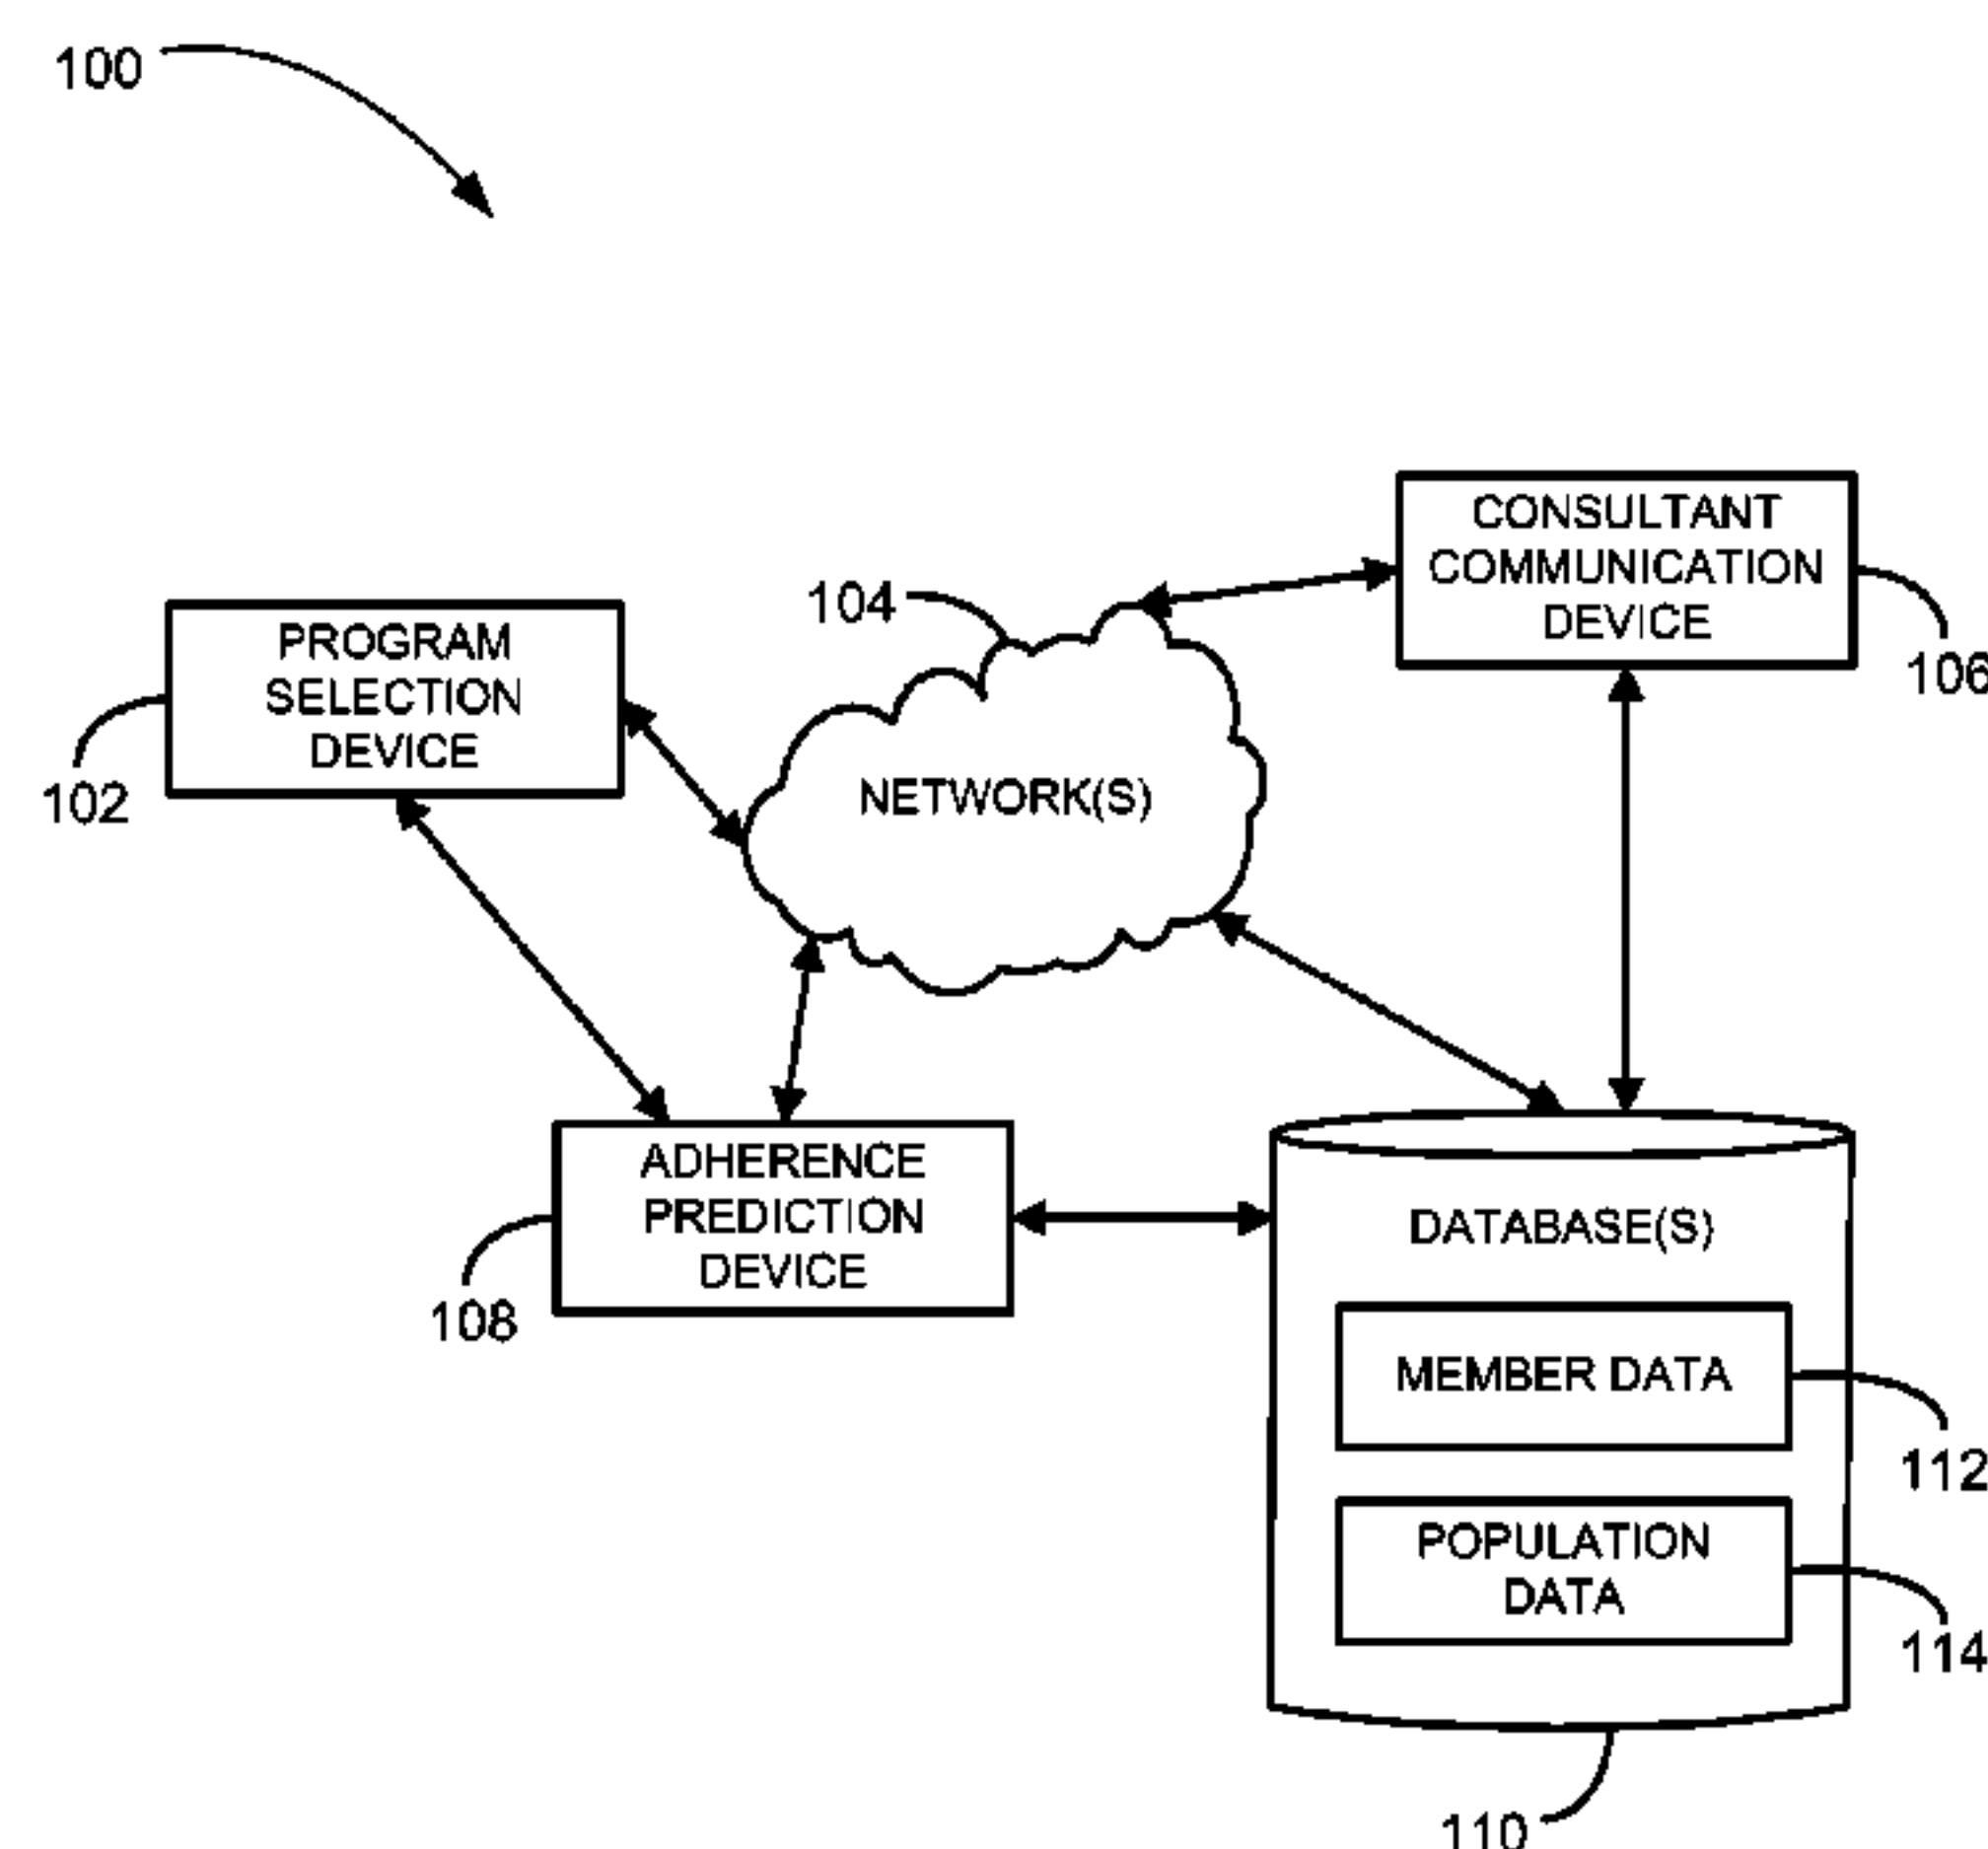 100
CONSULTANT
COMMUNICATION
DEVICE
106
104
PROGRAM
SELECTION
DEVICE
102
NETWORK(S)
ADHERENCE
PREDICTION
DEVICE
108
DATABASE(S)
MEMBER DATA
112
POPULATION
DATA
114
110